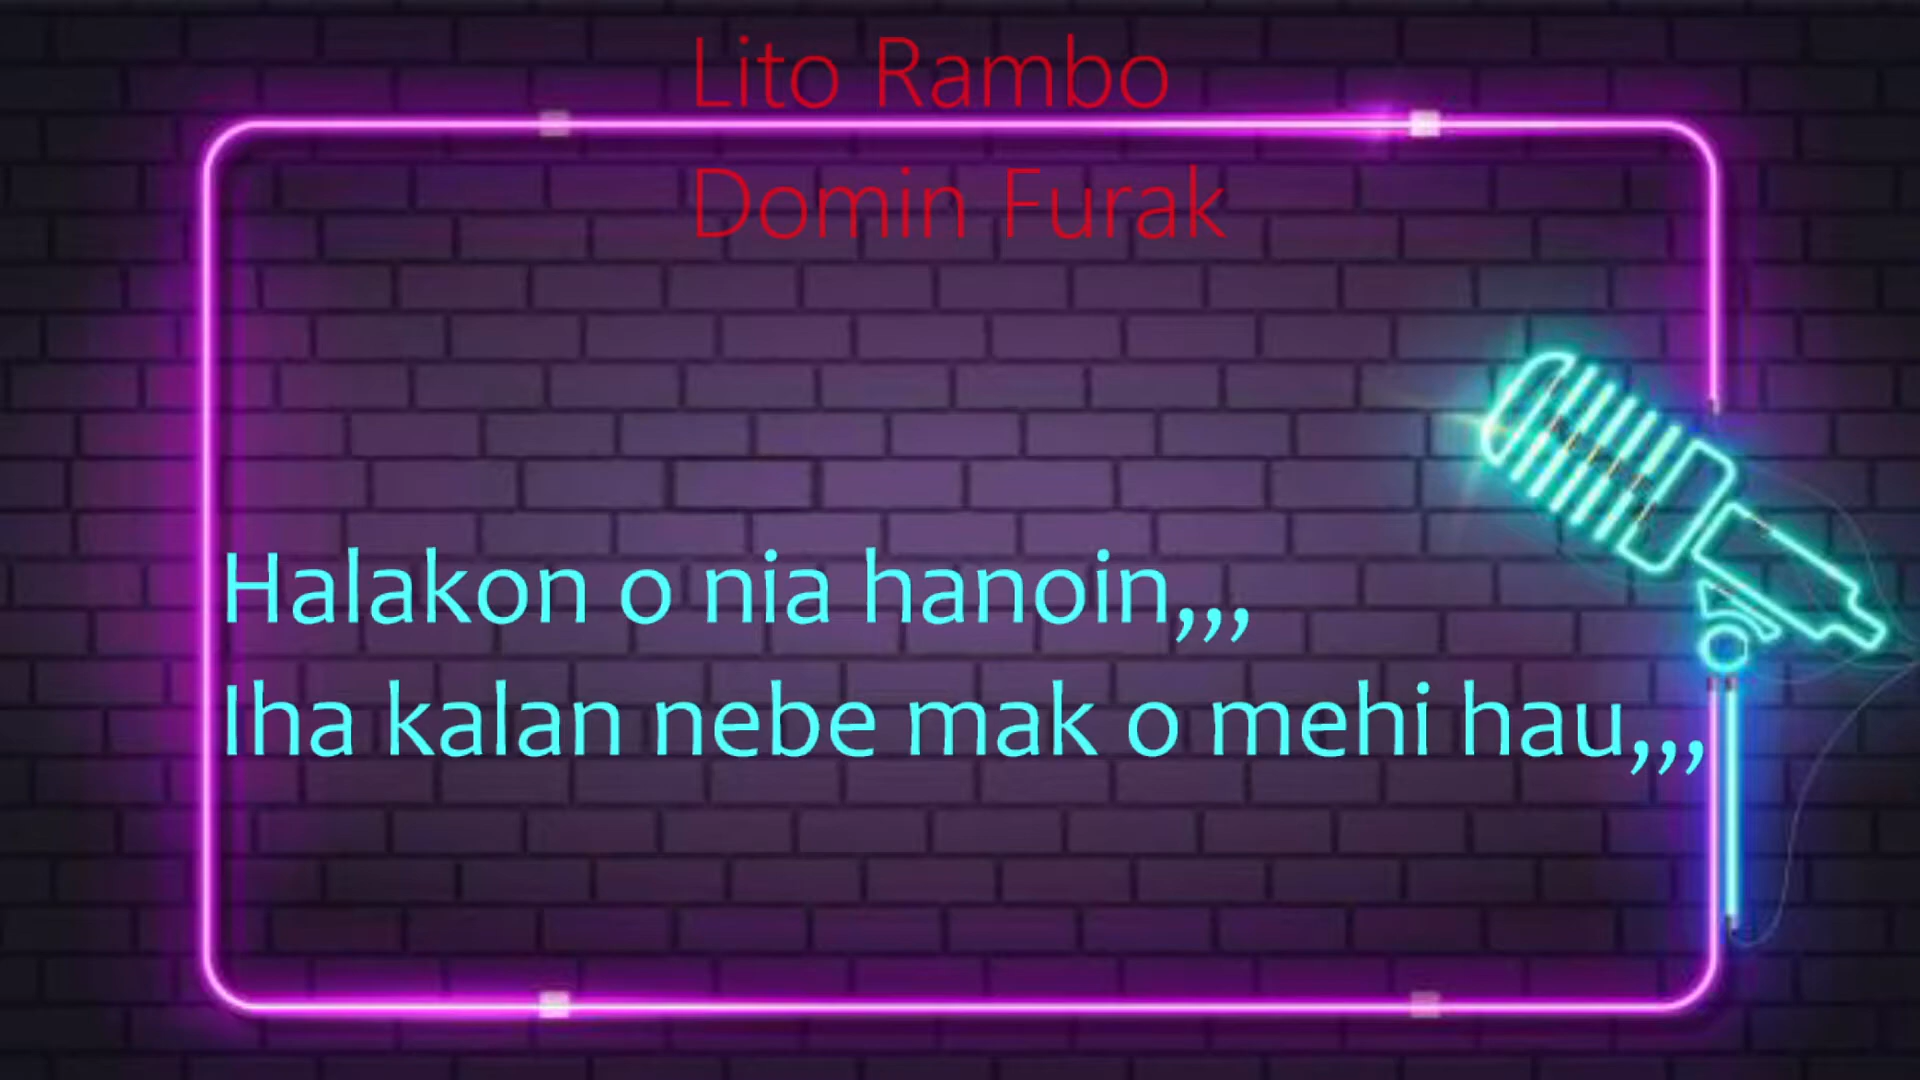 Lito Rambo
Domin Furak
Halakon o nia hanoin,,,
Iha kalan nebe mak o mehi hau,,,